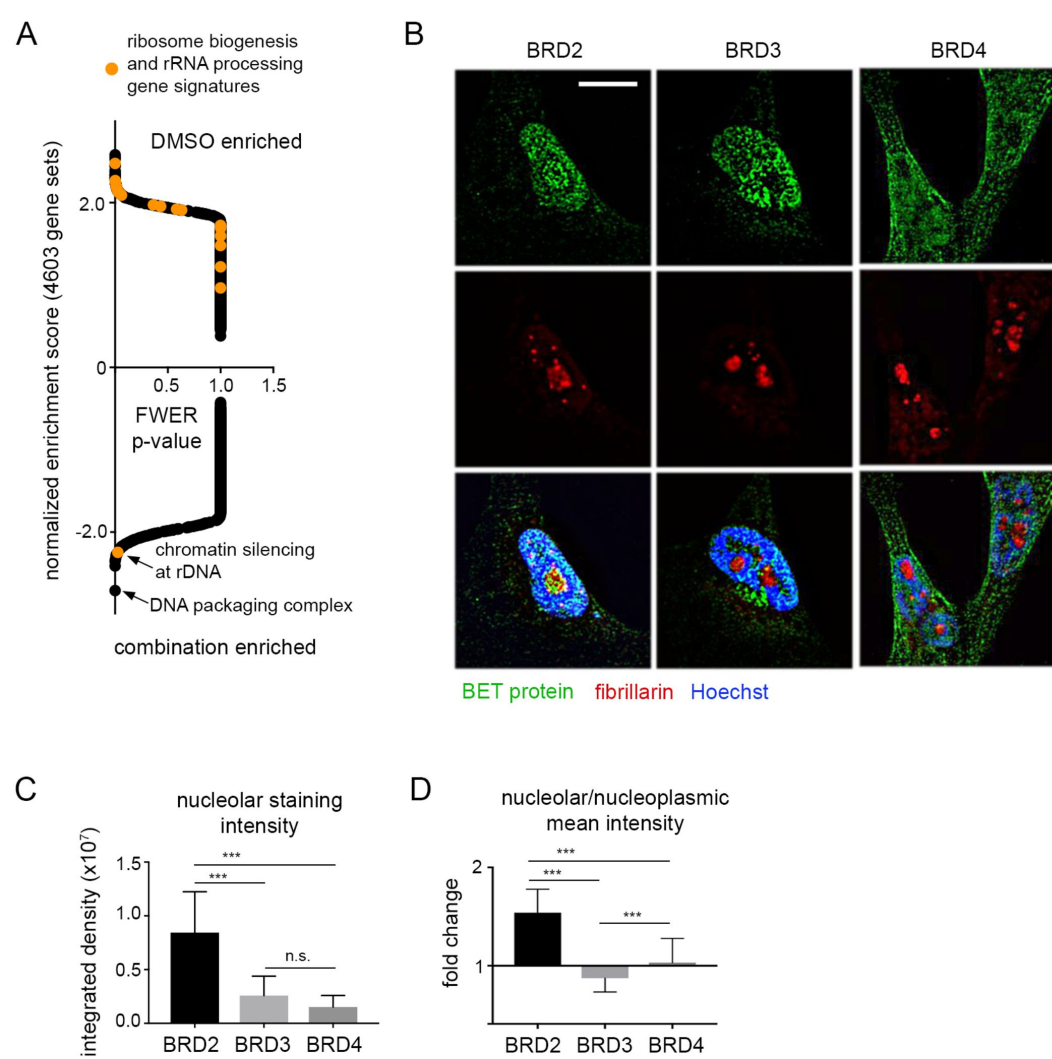 A
ribosome biogenesis
and rRNA processing
gene signatures
DMSO enriched
normalized enrichment score (4603 gene sets)
2.0
0
0.5
1.0
1.5
FWER
p-value
-2.0
chromatin silencing
at rDNA
DNA packaging complex
combination enriched
B
BRD2
BRD3
BRD4
BET protein
fibrillarin
Hoechst
C
nucleolar staining
intensity
integrated density (x10⁷)
1.5
1.0
0.5
0.0
***
***
n.s.
BRD2
BRD3
BRD4
D
nucleolar/nucleoplasmic
mean intensity
fold change
2
1
***
***
***
BRD2
BRD3
BRD4